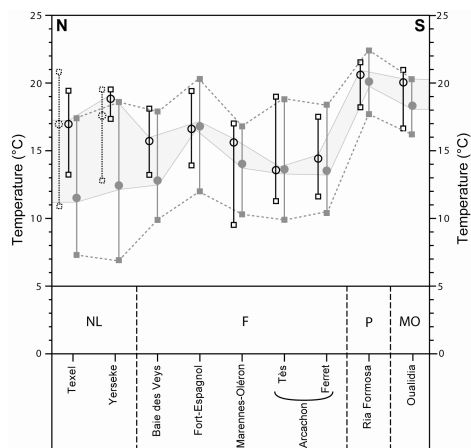 N S
25 25
20 20
15 15
10 10
5 5
0 0
Temperature (°C)
Temperature (°C)
NL F P MO
Texel
Yerseke
Baie des Veys
Fort-Espagnol
Marennes-Oléron
Tès
Ferret
Arcachon
Ria Formosa
Oualidia